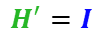 H′ = I